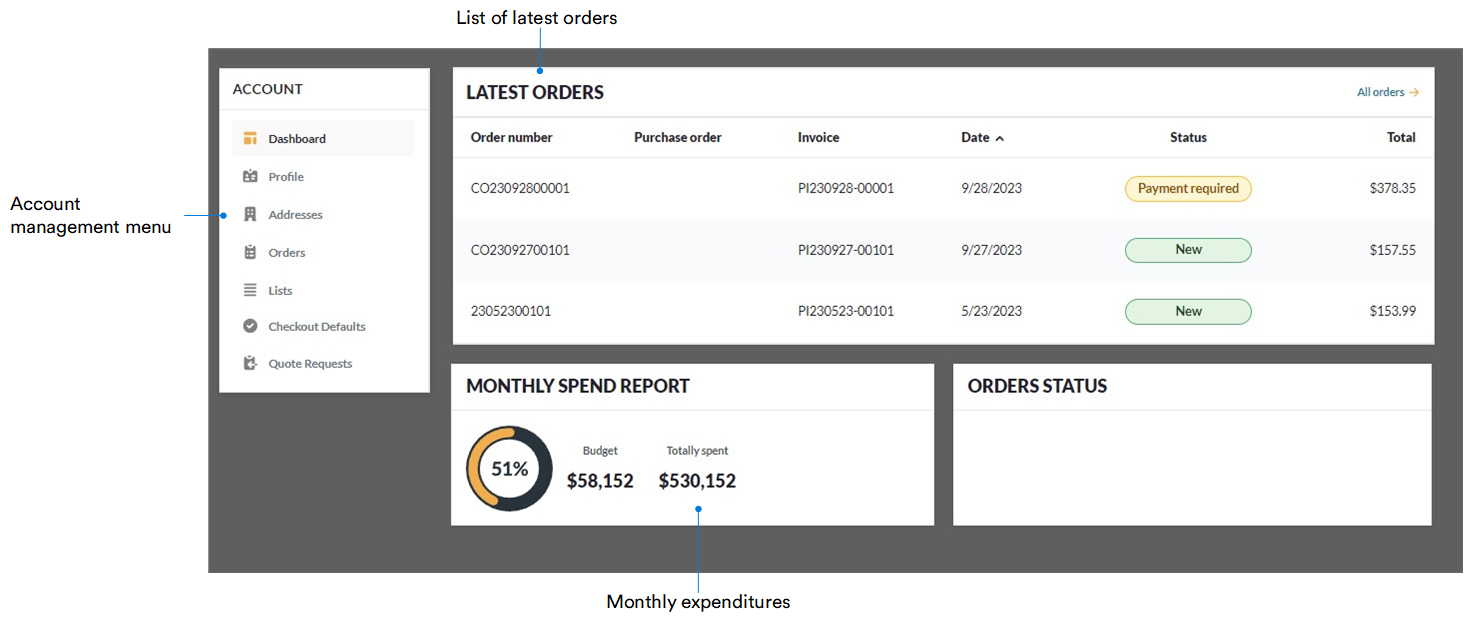 List of latest orders
ACCOUNT
Dashboard
Profile
Addresses
Orders
Lists
Checkout Defaults
Quote Requests
Account
management menu
LATEST ORDERS
All orders →
Order number Purchase order Invoice Date Status Total
CO23092800001 PI230928-00001 9/28/2023 Payment required $378.35
CO23092700101 PI230927-00101 9/27/2023 New $157.55
23052300101 PI230523-00101 5/23/2023 New $153.99
MONTHLY SPEND REPORT
51%
Budget Totally spent
$58,152 $530,152
ORDERS STATUS
Monthly expenditures